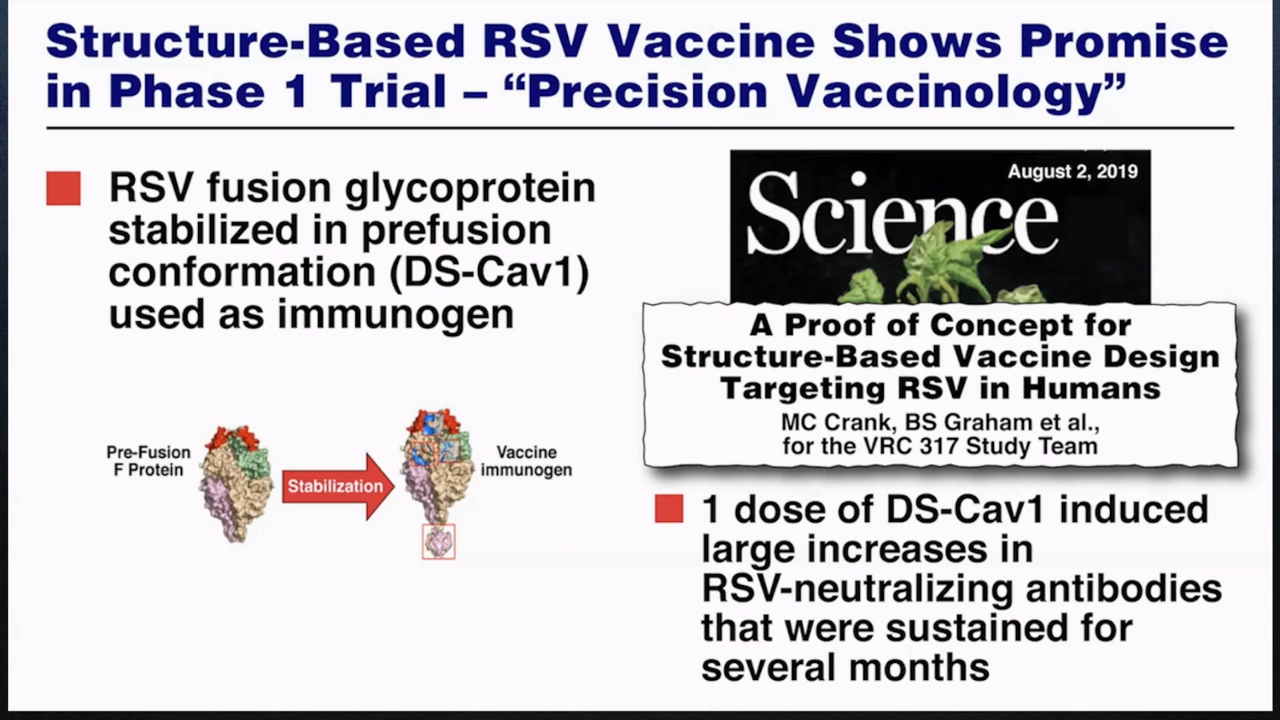 Structure-Based RSV Vaccine Shows Promise
in Phase 1 Trial – “Precision Vaccinology”
RSV fusion glycoprotein
stabilized in prefusion
conformation (DS-Cav1)
used as immunogen
Pre-Fusion
F Protein
Stabilization
Vaccine
immunogen
August 2, 2019
Science
A Proof of Concept for
Structure-Based Vaccine Design
Targeting RSV in Humans
MC Crank, BS Graham et al.,
for the VRC 317 Study Team
1 dose of DS-Cav1 induced
large increases in
RSV-neutralizing antibodies
that were sustained for
several months